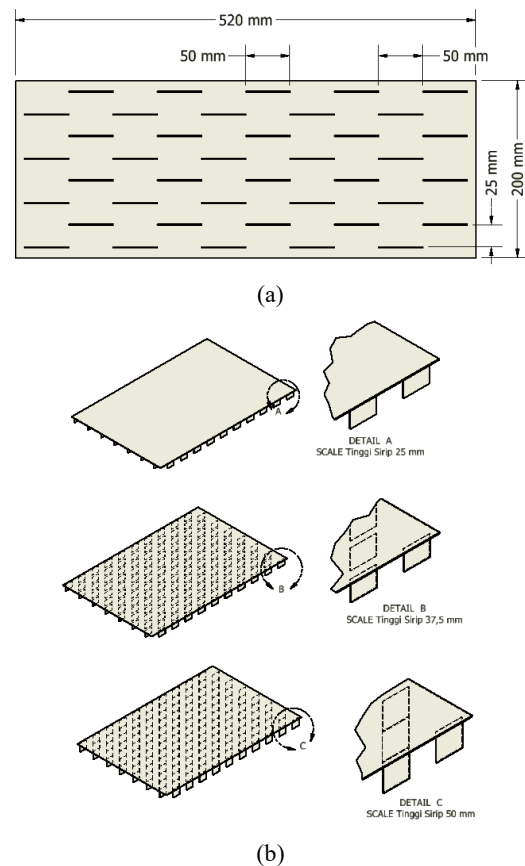 520 mm
50 mm
50 mm
25 mm
200 mm
(a)
A
DETAIL A
SCALE Tinggi Sirip 25 mm
B
DETAIL B
SCALE Tinggi Sirip 37,5 mm
C
DETAIL C
SCALE Tinggi Sirip 50 mm
(b)